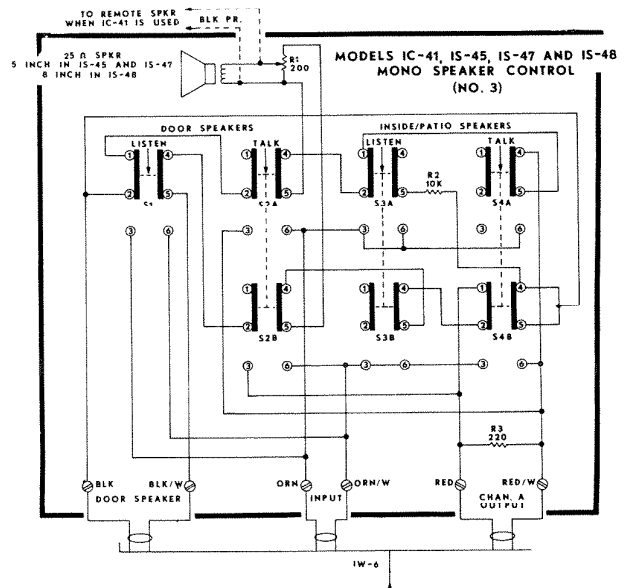 TO REMOTE SPKR
WHEN IC-41 IS USED
BLK PR.
25 Ω SPKR
5 INCH IN IS-45 AND IS-47
8 INCH IN IS-48
R1
200
MODELS IC-41, IS-45, IS-47 AND IS-48
MONO SPEAKER CONTROL
(NO. 3)
DOOR SPEAKERS
INSIDE/PATIO SPEAKERS
LISTEN
TALK
LISTEN
TALK
1 4 1 4 1 4 1 4
R2
10K
2 5 2 5 2 5 2 5
S1 S2A S3A S4A
3 6 3 6 3 6 3 6
1 4 1 4 1 4
2 5 2 5 2 5
S2B S3B S4B
3 6 3 6 3 6
R3
220
BLK BLK/W ORN ORN/W RED RED/W
DOOR SPEAKER INPUT CHAN. A
OUTPUT
IW-6